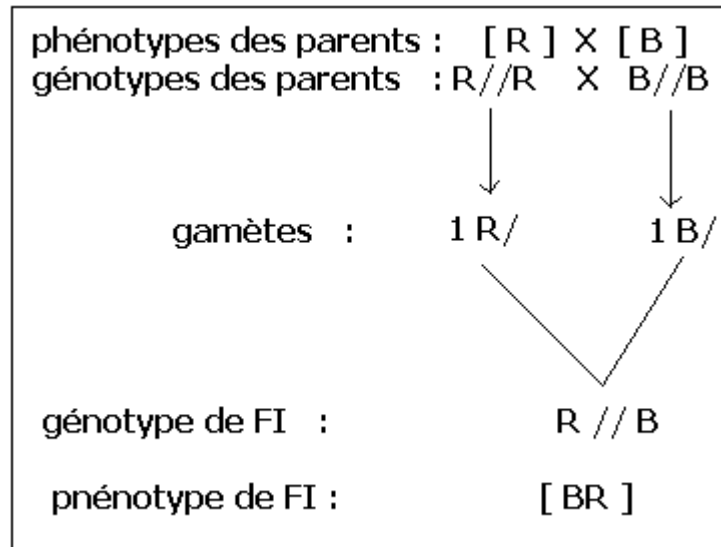 phénotypes des parents : [ R ] X [ B ]
génotypes des parents : R//R X B//B
gamètes : 1 R/ 1 B/
génotype de FI : R // B
pnénotype de FI : [ BR ]